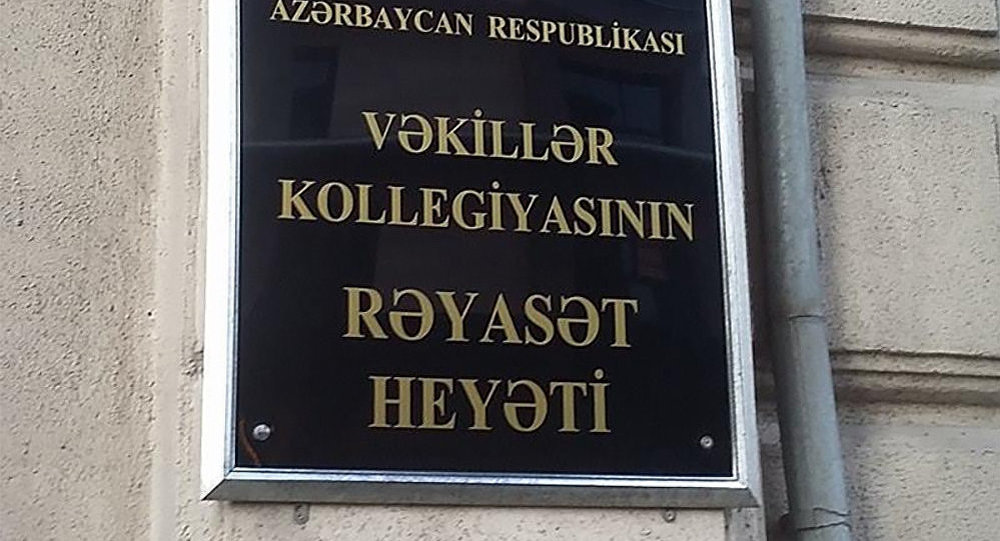 AZƏRBAYCAN RESPUBLİKASI
VƏKİLLƏR
KOLLEGİYASININ
RƏYASƏT
HEYƏTİ